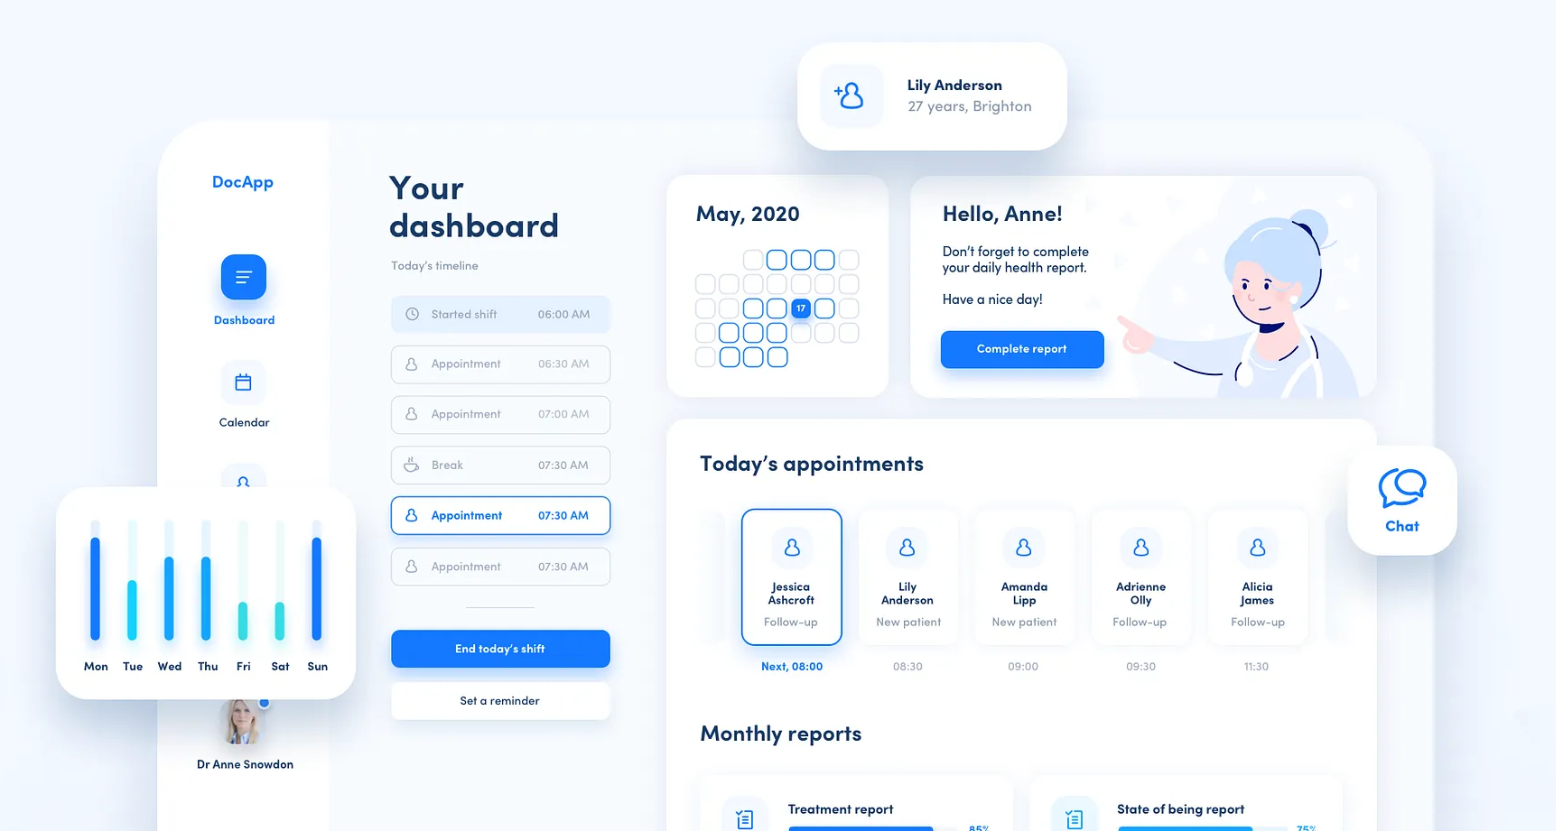 Lily Anderson
27 years, Brighton
DocApp
Dashboard
Calendar
Mon Tue Wed Thu Fri Sat Sun
Dr Anne Snowdon
Your
dashboard
Today's timeline
Started shift 06:00 AM
Appointment 06:30 AM
Appointment 07:00 AM
Break 07:30 AM
Appointment 07:30 AM
Appointment 07:30 AM
End today's shift
Set a reminder
May, 2020
17
Hello, Anne!
Don't forget to complete
your daily health report.
Have a nice day!
Complete report
Today's appointments
Jessica
Ashcroft
Follow-up
Next, 08:00
Lily
Anderson
New patient
08:30
Amanda
Lipp
New patient
09:00
Adrienne
Olly
Follow-up
09:30
Alicia
James
Follow-up
11:30
Chat
Monthly reports
Treatment report
85%
State of being report
75%